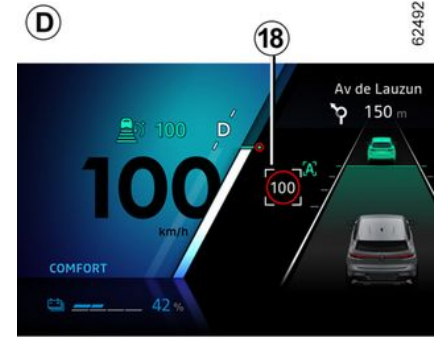 D
18
62492
Av de Lauzun
150 m
100 D
100
km/h
A
100
COMFORT
42 %